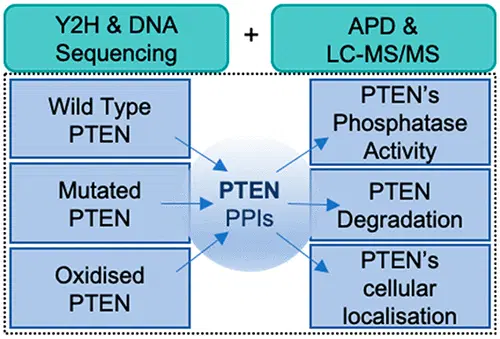 Y2H & DNA
Sequencing
+
APD &
LC-MS/MS
Wild Type
PTEN
Mutated
PTEN
Oxidised
PTEN
PTEN
PPIs
PTEN's
Phosphatase
Activity
PTEN
Degradation
PTEN's
cellular
localisation